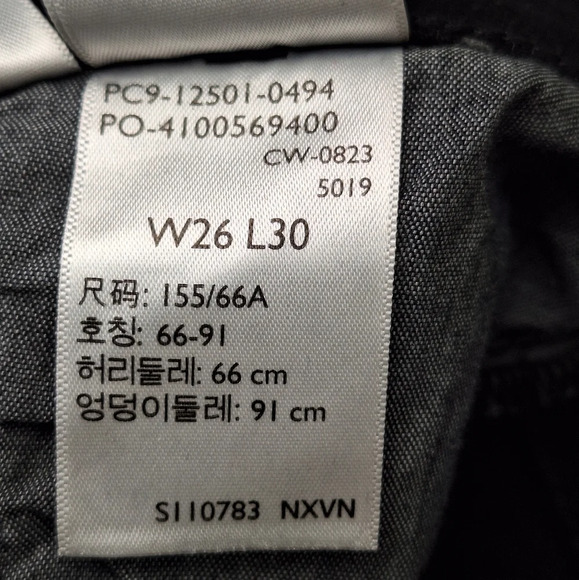 PC9-12501-0494
PO-4100569400
CW-0823
5019
W26 L30
尺码: 155/66A
호칭: 66-91
허리둘레: 66 cm
엉덩이둘레: 91 cm
S110783 NXVN